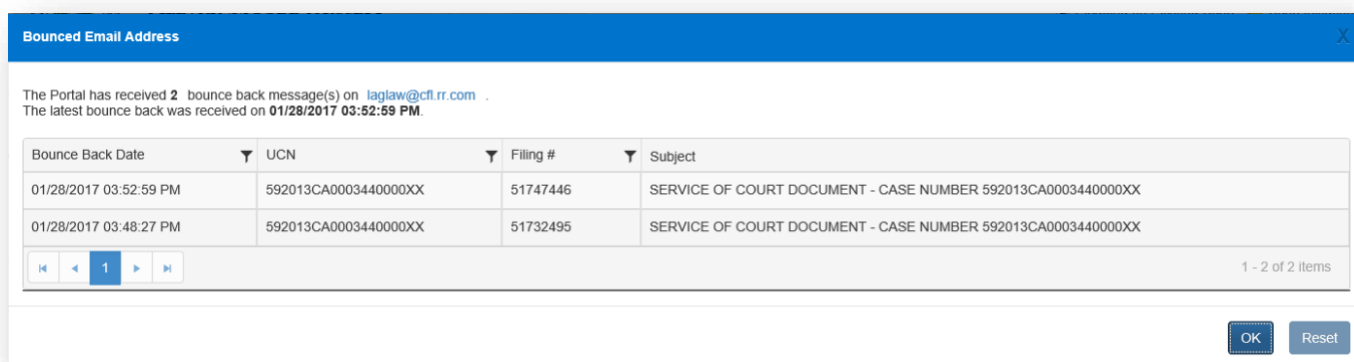 Bounced Email Address
X
The Portal has received 2 bounce back message(s) on laglaw@cfl.rr.com .
The latest bounce back was received on 01/28/2017 03:52:59 PM.
Bounce Back Date UCN Filing # Subject
01/28/2017 03:52:59 PM 592013CA0003440000XX 51747446 SERVICE OF COURT DOCUMENT - CASE NUMBER 592013CA0003440000XX
01/28/2017 03:48:27 PM 592013CA0003440000XX 51732495 SERVICE OF COURT DOCUMENT - CASE NUMBER 592013CA0003440000XX
1 1 - 2 of 2 items
OK Reset